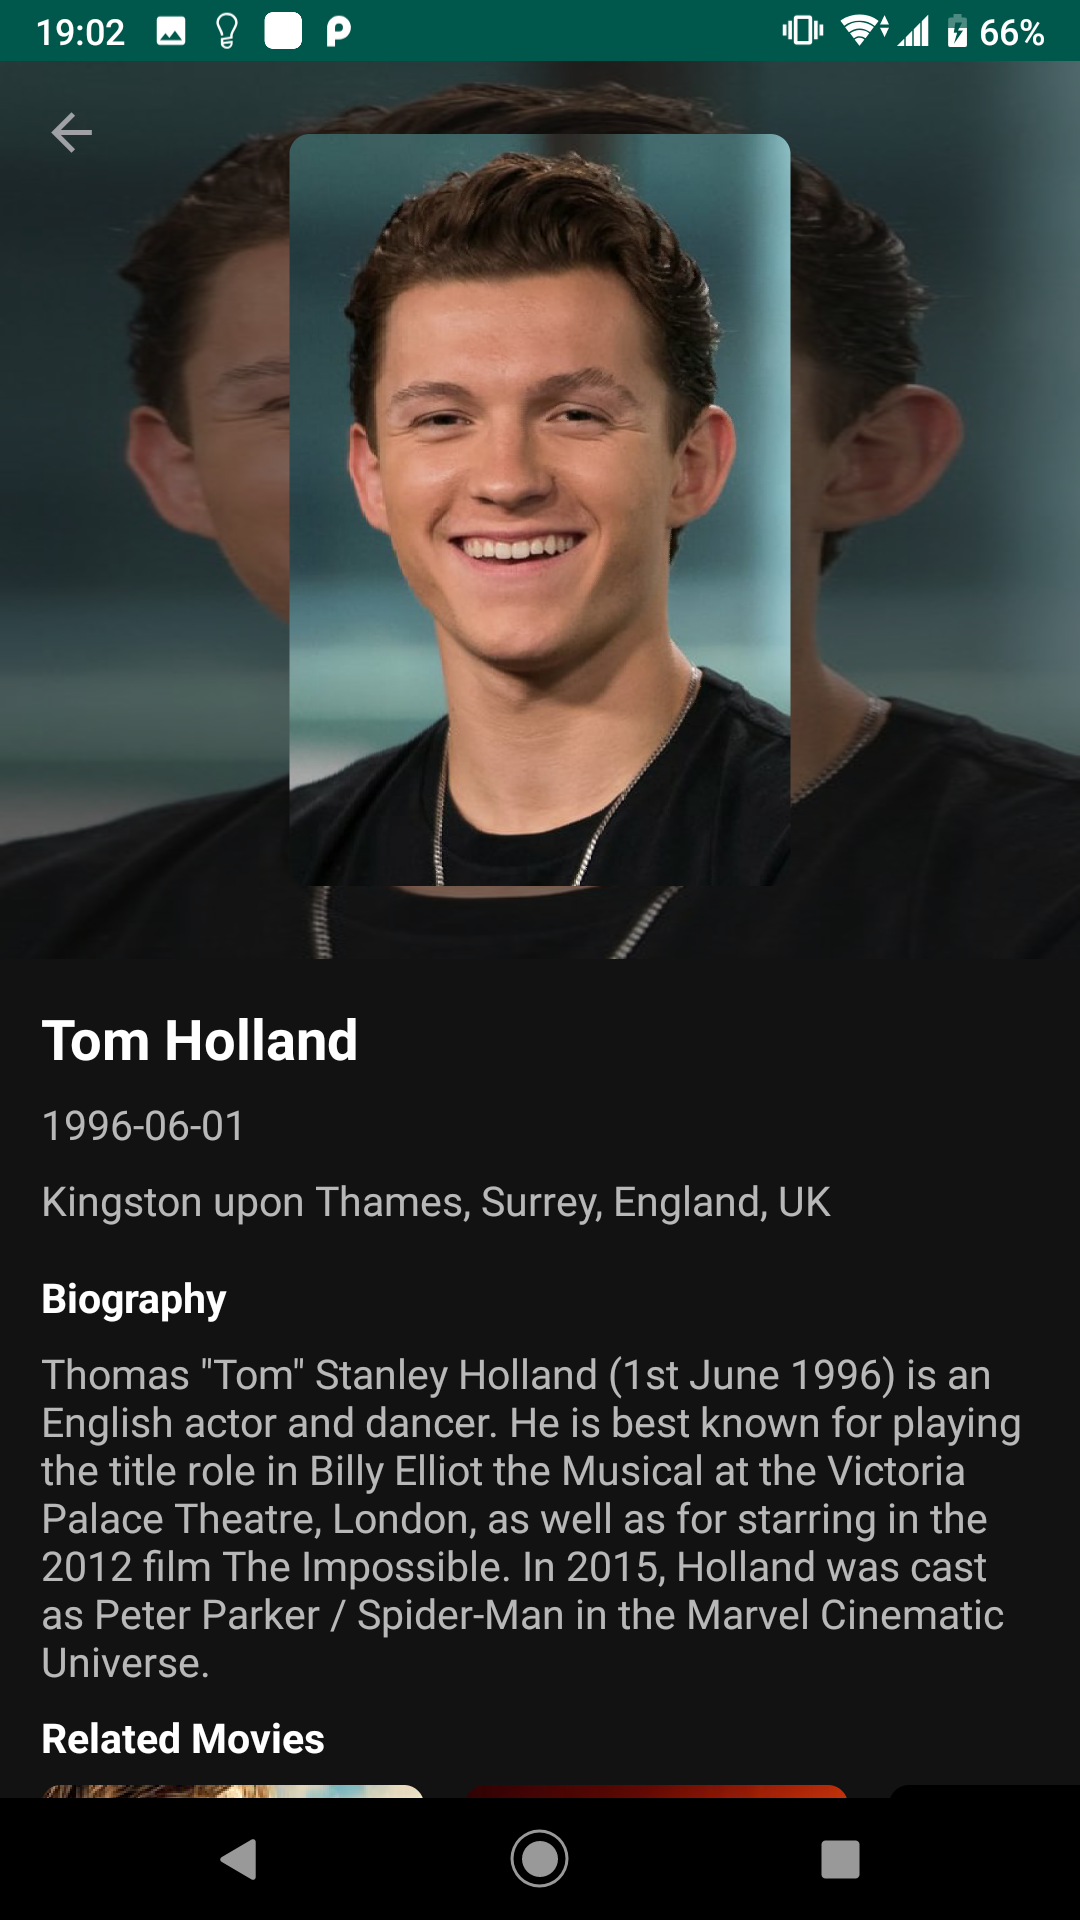 19:02
66%
Tom Holland
1996-06-01
Kingston upon Thames, Surrey, England, UK
Biography
Thomas "Tom" Stanley Holland (1st June 1996) is an
English actor and dancer. He is best known for playing
the title role in Billy Elliot the Musical at the Victoria
Palace Theatre, London, as well as for starring in the
2012 film The Impossible. In 2015, Holland was cast
as Peter Parker / Spider-Man in the Marvel Cinematic
Universe.
Related Movies